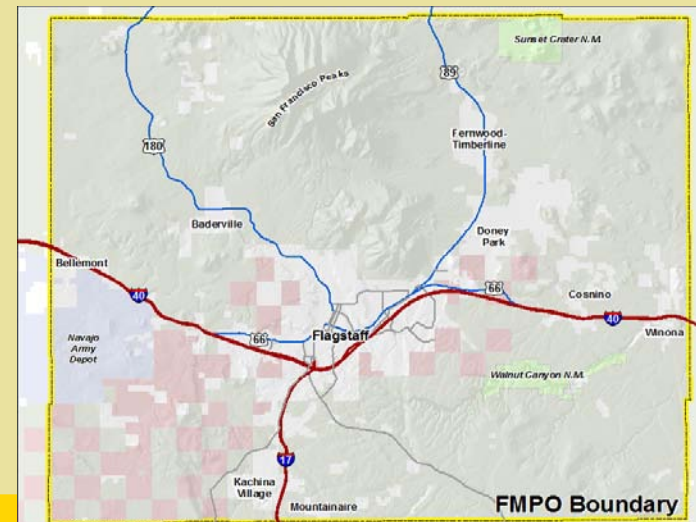 Sunset Crater N.M.
89
San Francisco Peaks
Fernwood-
Timberline
180
Baderville
Doney
Park
Bellemont
66
Cosnino
40
40
66
Flagstaff
Winona
Navajo
Army
Depot
Walnut Canyon N.M.
17
Kachina
Village
Mountainaire
FMPO Boundary